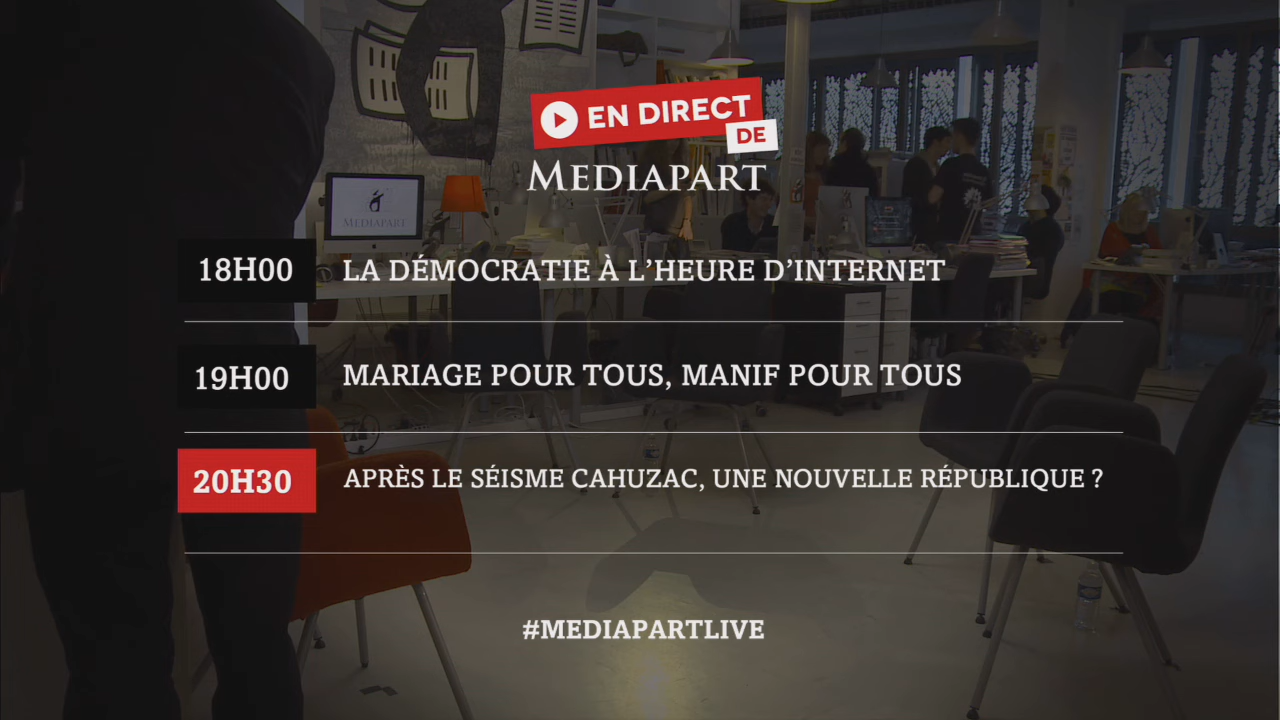 EN DIRECT
DE
MEDIAPART
MEDIAPART
18H00 LA DÉMOCRATIE À L'HEURE D'INTERNET
19H00 MARIAGE POUR TOUS, MANIF POUR TOUS
20H30 APRÈS LE SÉISME CAHUZAC, UNE NOUVELLE RÉPUBLIQUE ?
#MEDIAPARTLIVE